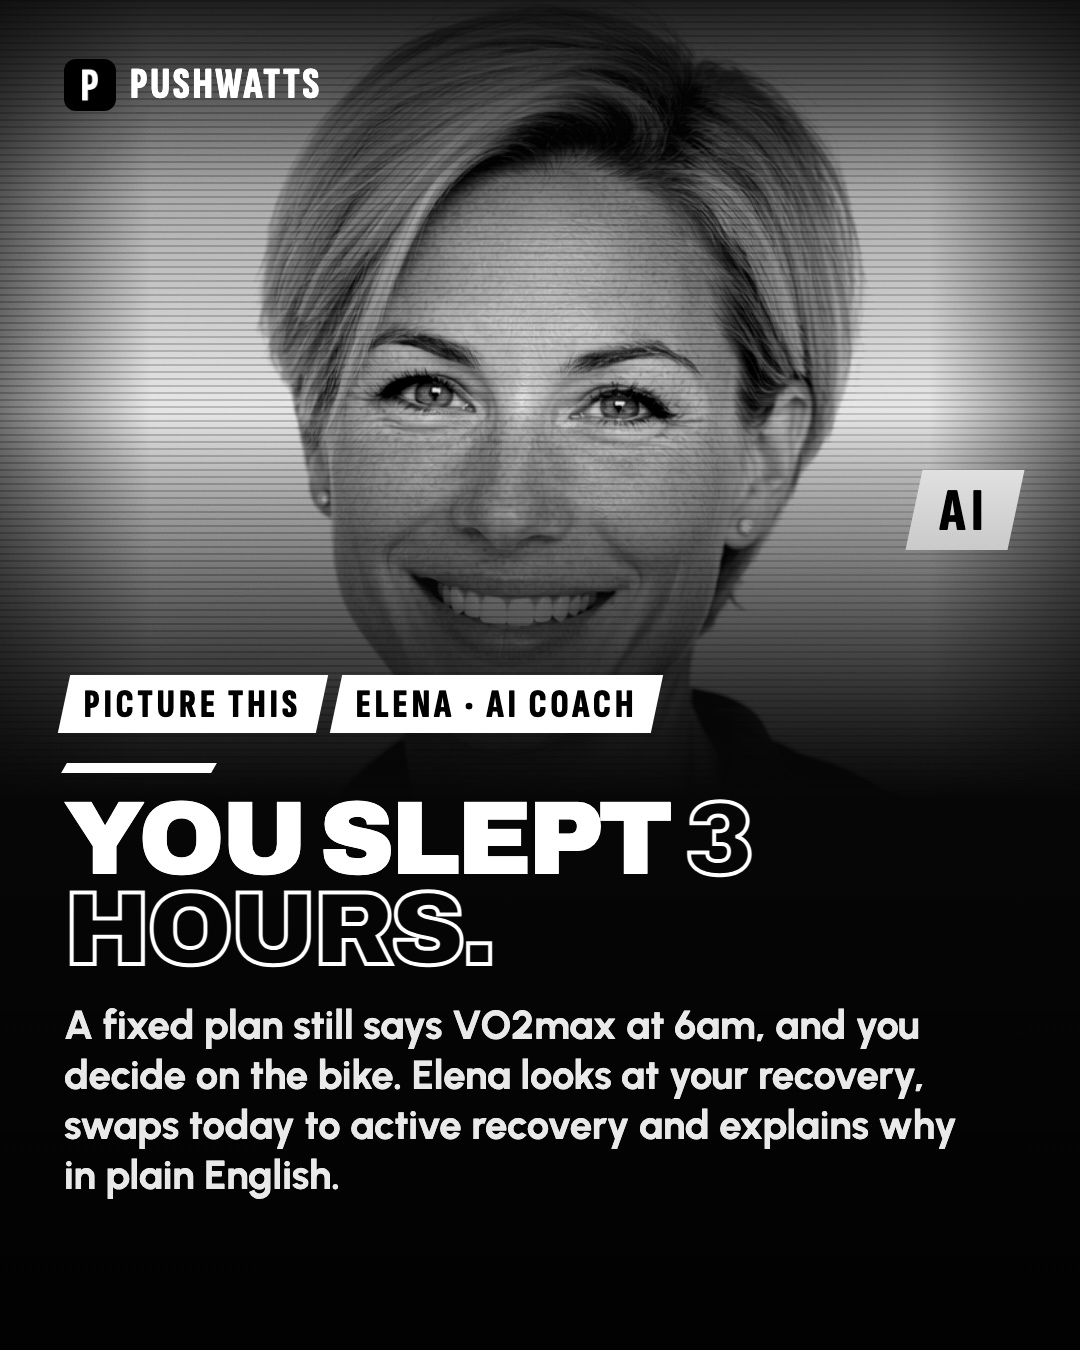 P PUSHWATTS
AI
PICTURE THIS
ELENA · AI COACH
YOU SLEPT 3
HOURS.
A fixed plan still says VO2max at 6am, and you
decide on the bike. Elena looks at your recovery,
swaps today to active recovery and explains why
in plain English.